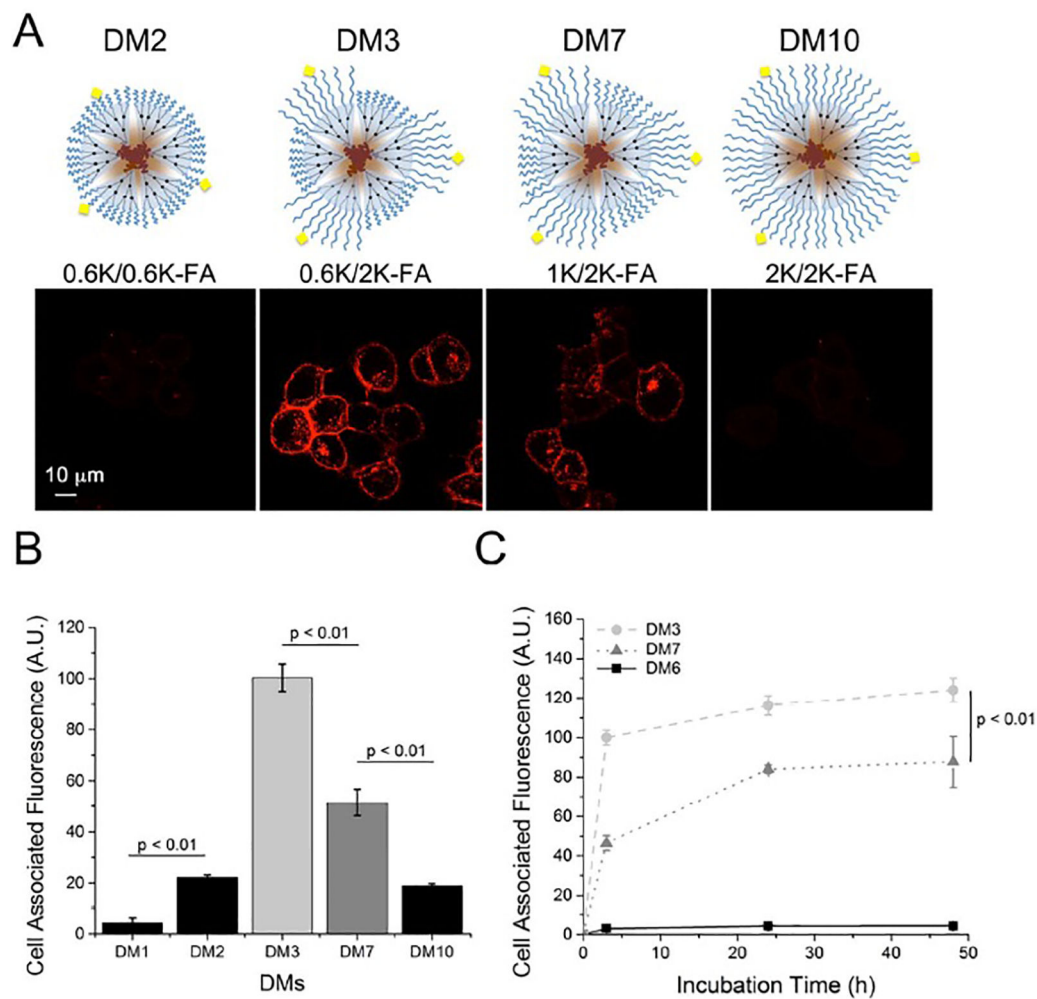 A
DM2 DM3 DM7 DM10
0.6K/0.6K-FA 0.6K/2K-FA 1K/2K-FA 2K/2K-FA
10 μm
B
Cell Associated Fluorescence (A.U.)
120
100
80
60
40
20
0
p < 0.01
p < 0.01
p < 0.01
DM1 DM2 DM3 DM7 DM10
DMs
C
Cell Associated Fluorescence (A.U.)
160
140
120
100
80
60
40
20
0
DM3
DM7
DM6
p < 0.01
0 10 20 30 40 50
Incubation Time (h)